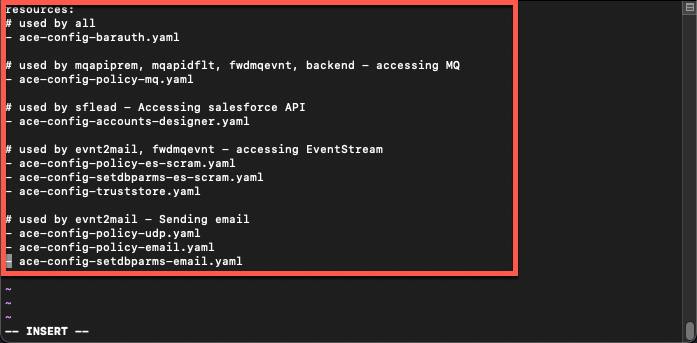 resources:
# used by all
- ace-config-barauth.yaml
# used by mqapiprem, mqapidflt, fwdmqevnt, backend - accessing MQ
- ace-config-policy-mq.yaml
# used by sflead - Accessing salesforce API
- ace-config-accounts-designer.yaml
# used by evnt2mail, fwdmqevnt - accessing EventStream
- ace-config-policy-es-scram.yaml
- ace-config-setdbparms-es-scram.yaml
- ace-config-truststore.yaml
# used by evnt2mail - Sending email
- ace-config-policy-udp.yaml
- ace-config-policy-email.yaml
- ace-config-setdbparms-email.yaml
~
~
~
-- INSERT --